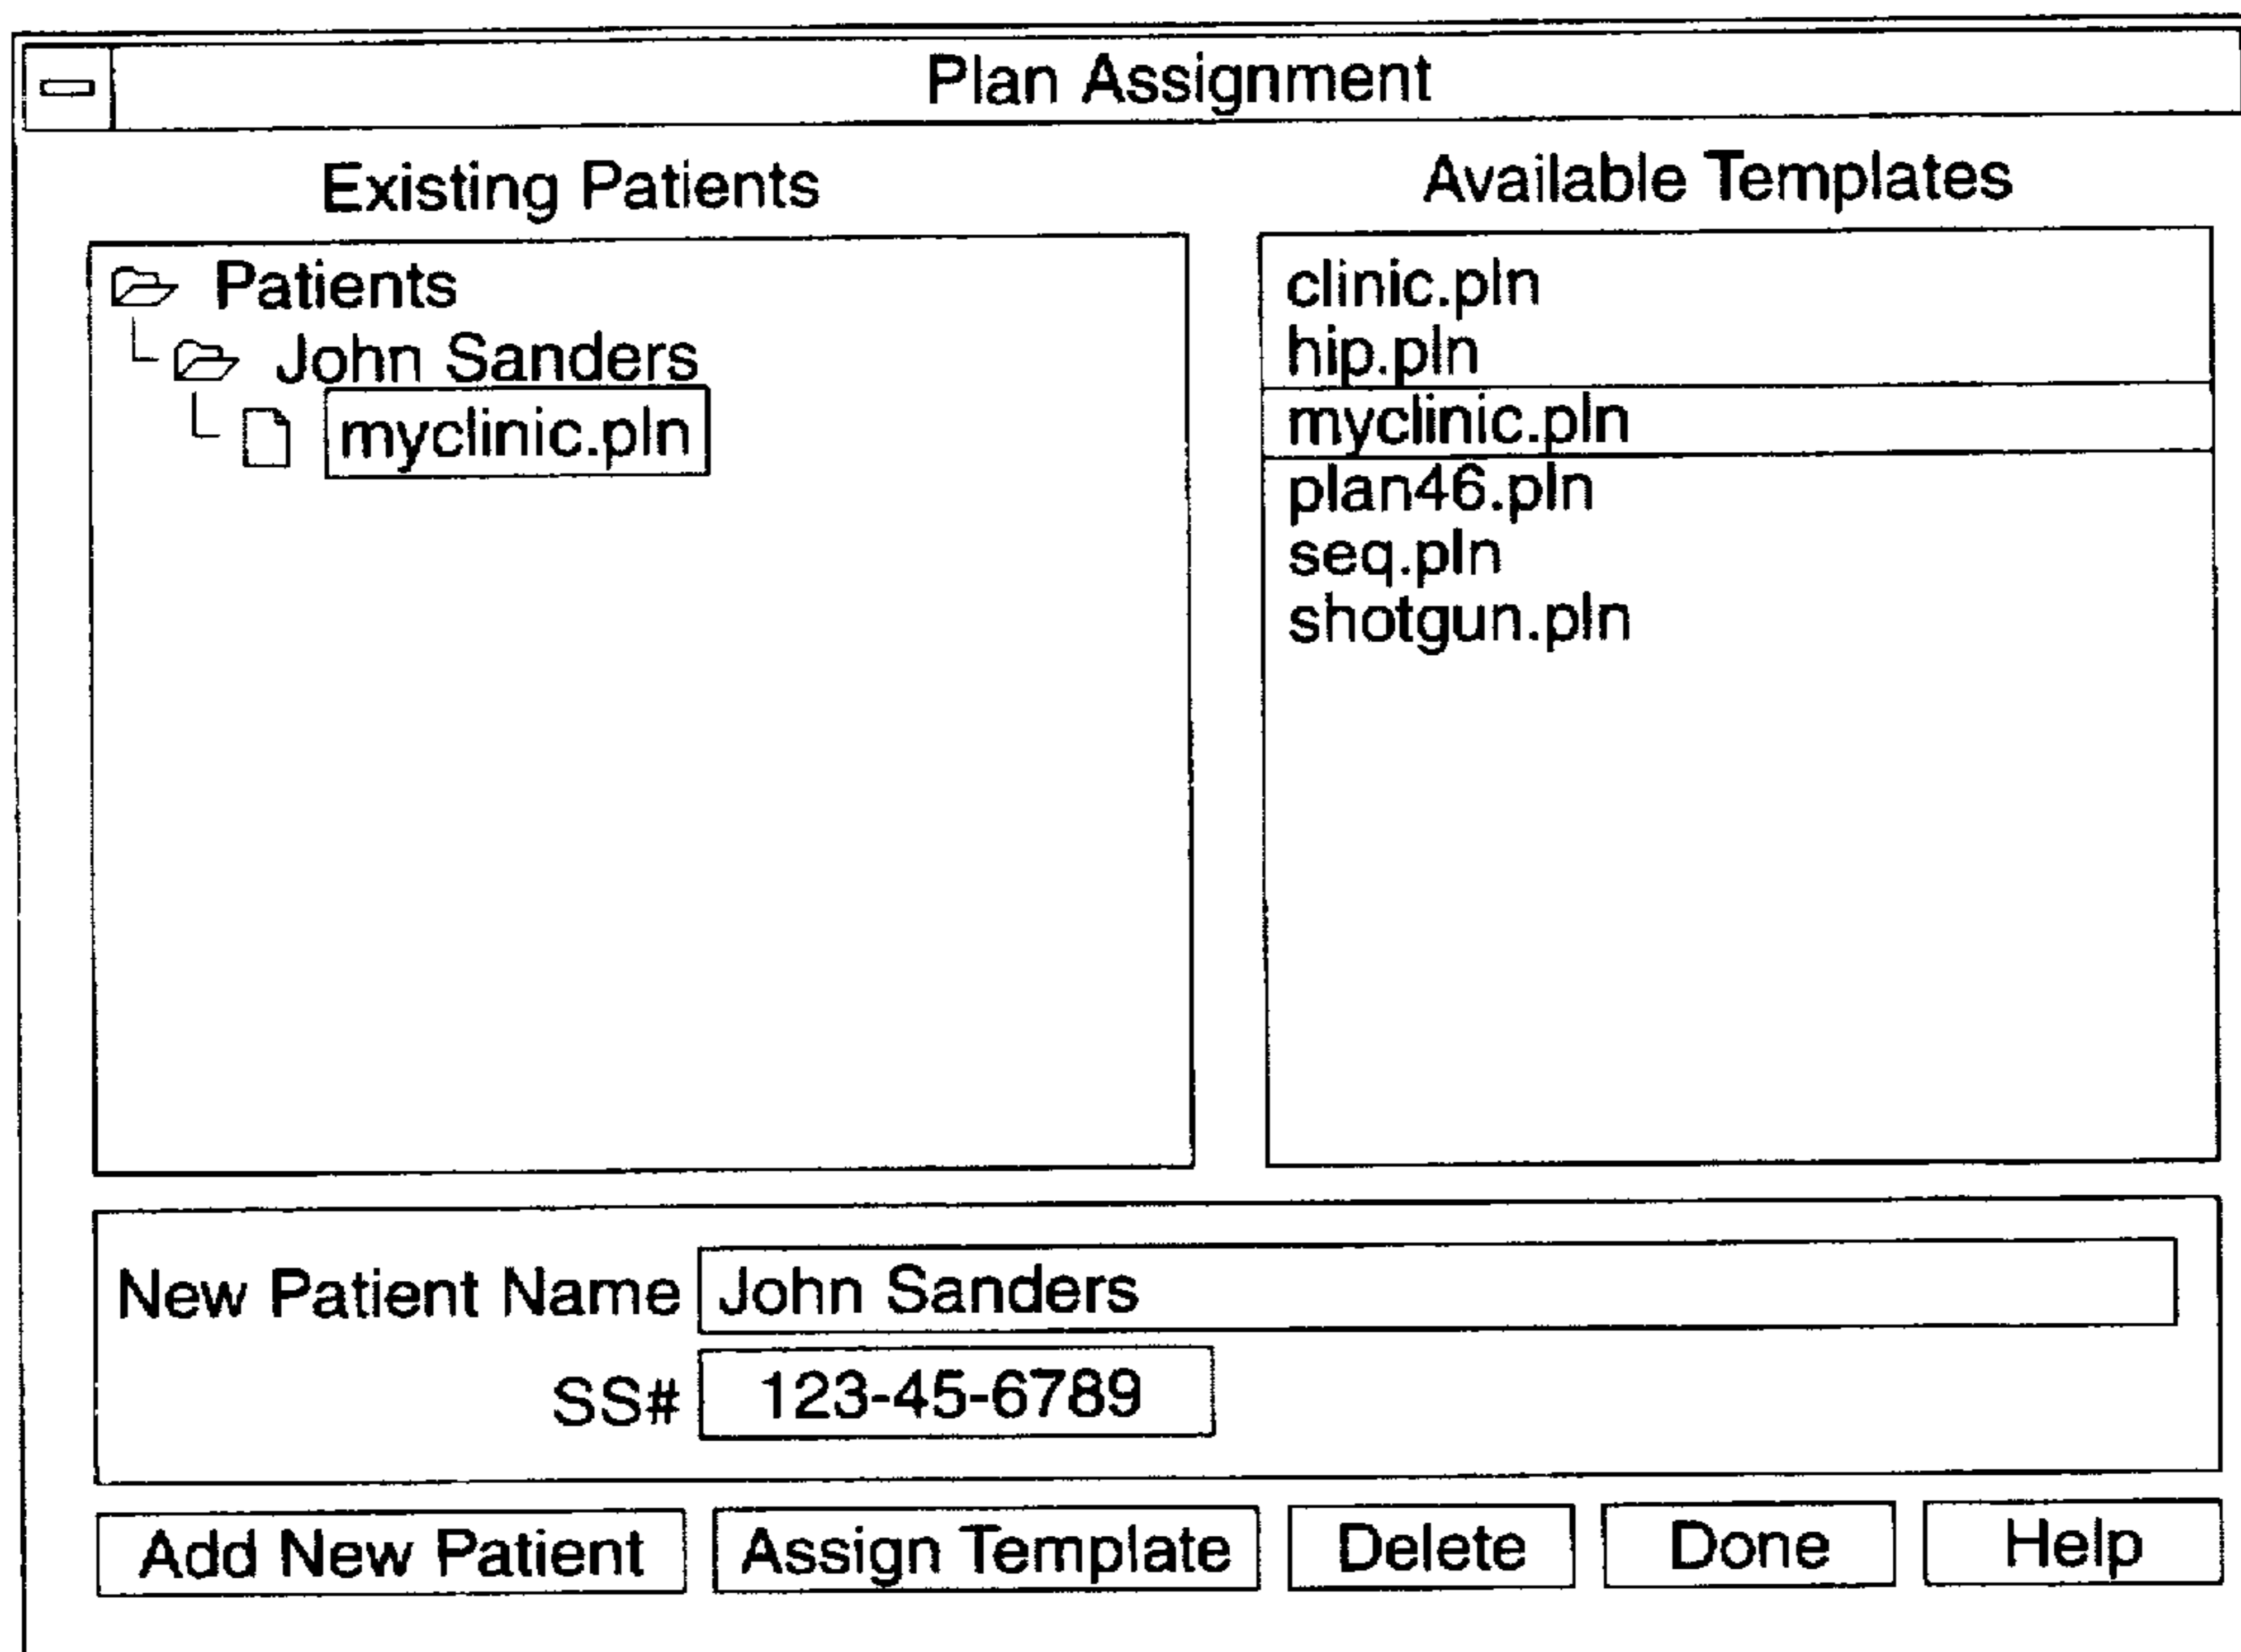 Plan Assignment
Existing Patients
Patients
John Sanders
myclinic.pln
Available Templates
clinic.pln
hip.pln
myclinic.pln
plan46.pln
seq.pln
shotgun.pln
New Patient Name John Sanders
SS# 123-45-6789
Add New Patient Assign Template Delete Done Help